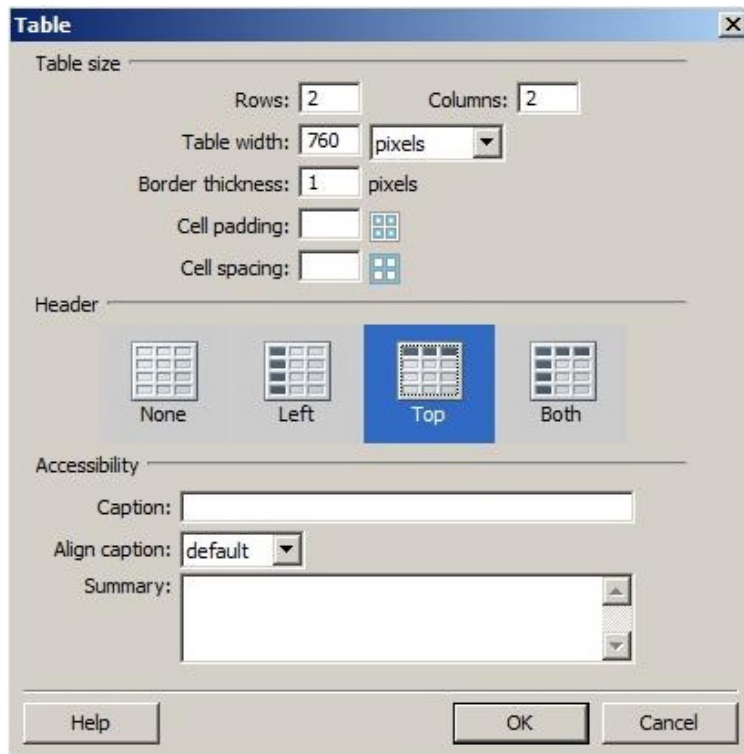 Table
Table size
Rows: 2 Columns: 2
Table width: 760 pixels
Border thickness: 1 pixels
Cell padding:
Cell spacing:
Header
None Left Top Both
Accessibility
Caption:
Align caption: default
Summary:
Help OK Cancel